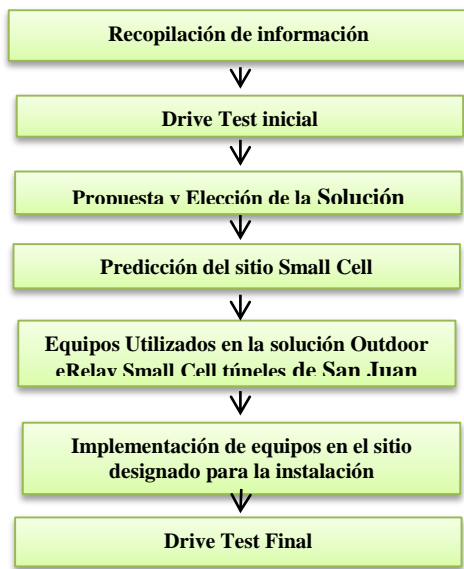 Recopilación de información
Drive Test inicial
Propuesta y Elección de la Solución
Predicción del sitio Small Cell
Equipos Utilizados en la solución Outdoor
eRelay Small Cell túneles de San Juan
Implementación de equipos en el sitio
designado para la instalación
Drive Test Final